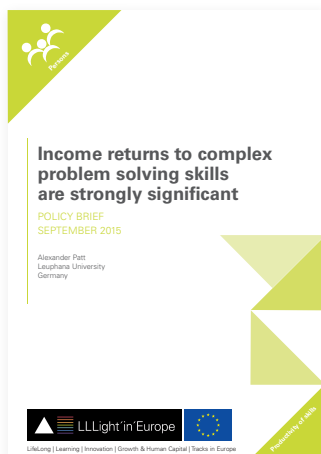 Persons
Income returns to complex
problem solving skills
are strongly significant
POLICY BRIEF
SEPTEMBER 2015
Alexander Patt
Leuphana University
Germany
Productivity of skills
LLLight´in´Europe
LifeLong | Learning | Innovation | Growth & Human Capital | Tracks in Europe